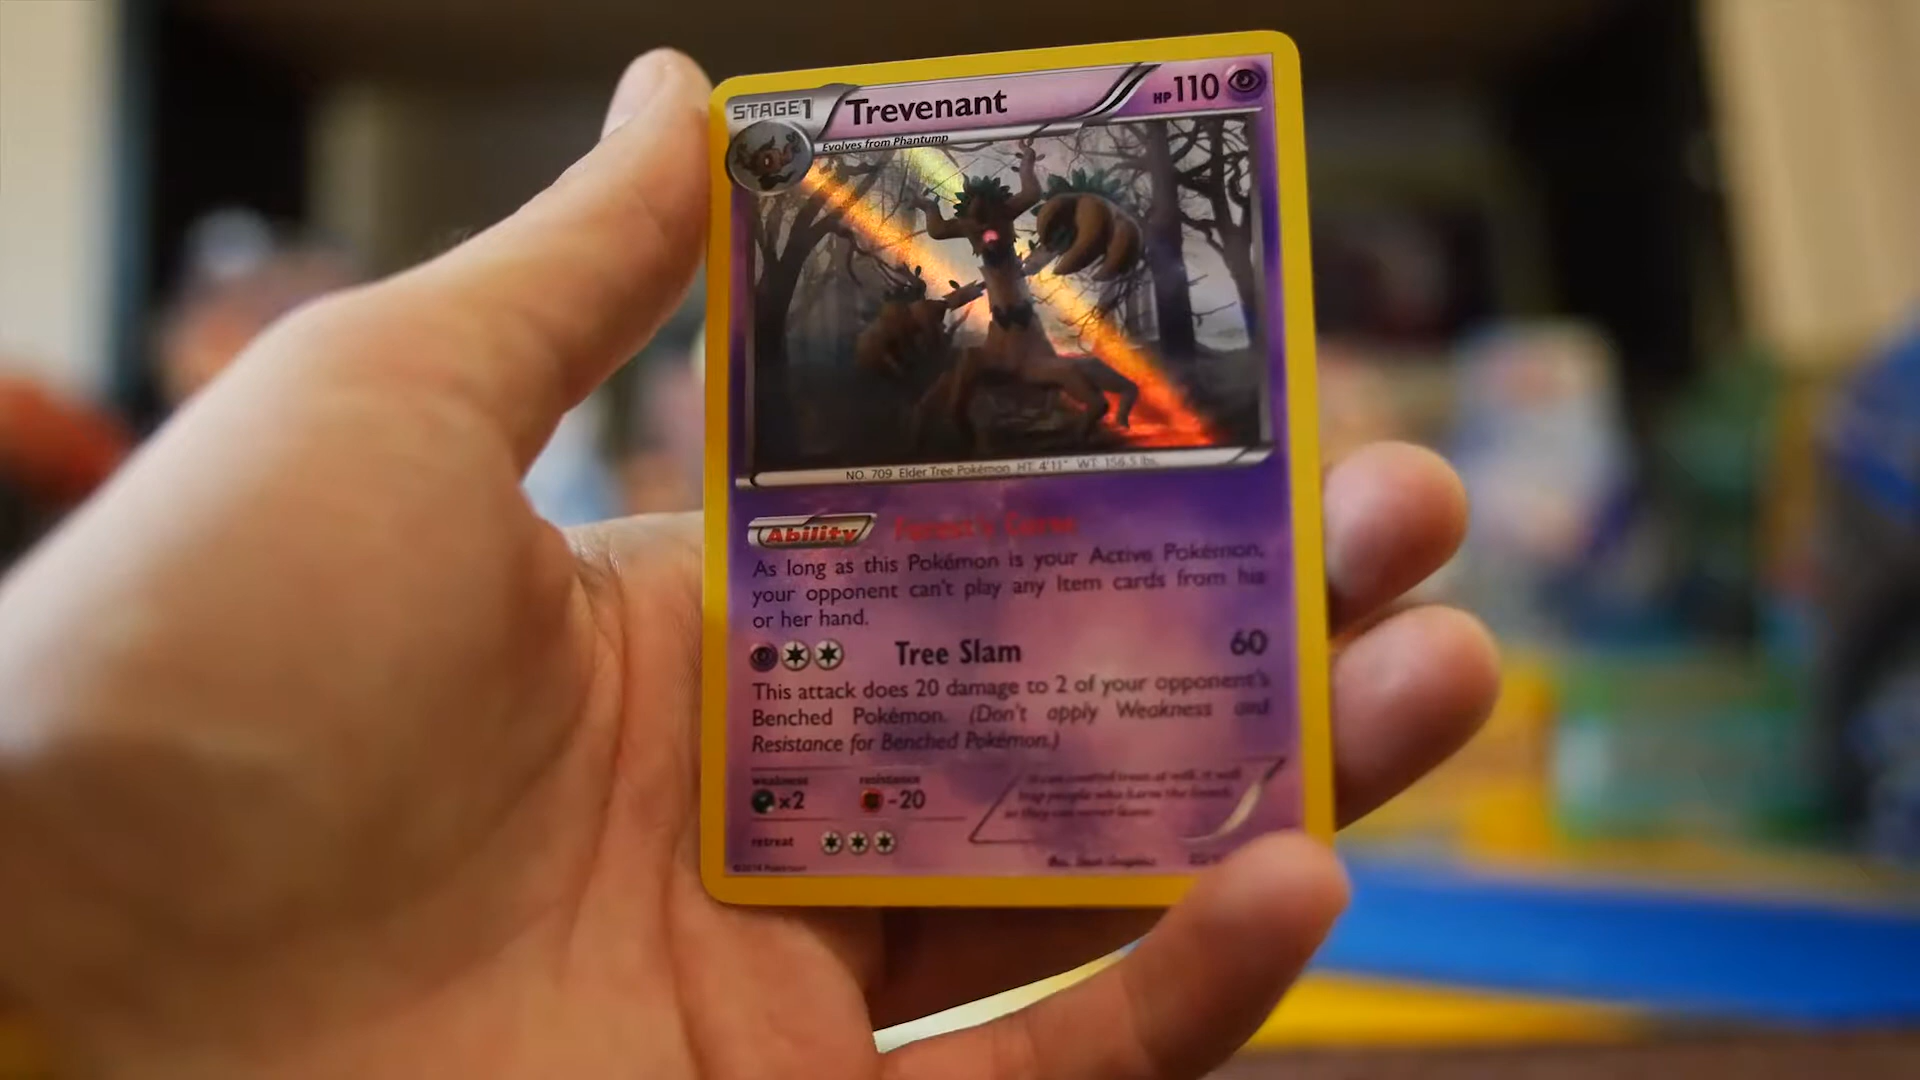 STAGE1 Trevenant HP110
Evolves from Phantump
NO. 709 Elder Tree Pokémon HT: 4'11" WT: 156.5 lbs.
Ability Forest's Curse
As long as this Pokémon is your Active Pokémon,
your opponent can't play any Item cards from his
or her hand.
Tree Slam 60
This attack does 20 damage to 2 of your opponent's
Benched Pokémon. (Don't apply Weakness and
Resistance for Benched Pokémon.)
weakness resistance
x2 -20
retreat